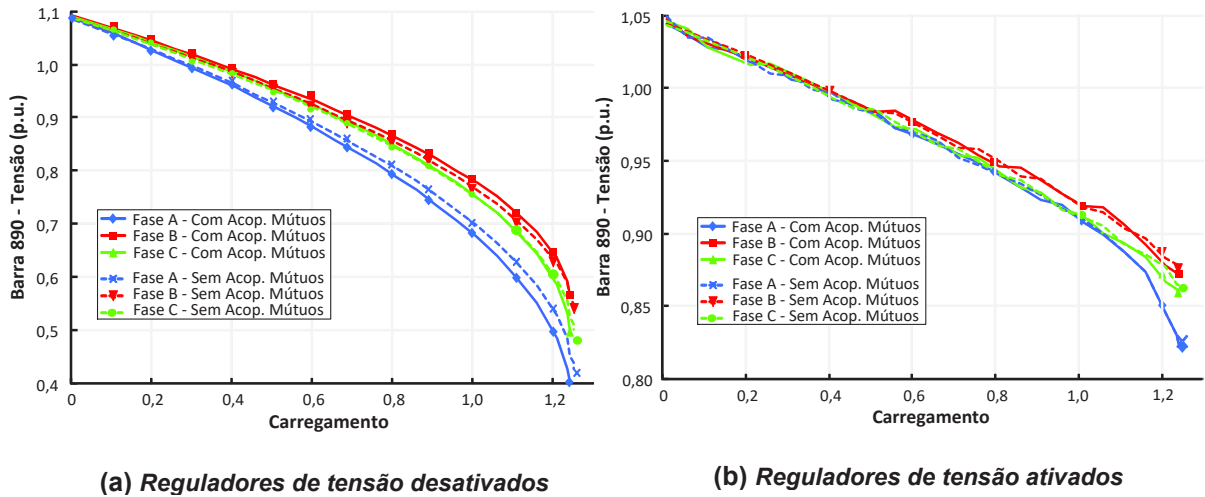 1,1
1,0
0,9
0,8
0,7
0,6
0,5
0,4
Barra 890 - Tensão (p.u.)
Fase A - Com Acop. Mútuos
Fase B - Com Acop. Mútuos
Fase C - Com Acop. Mútuos
Fase A - Sem Acop. Mútuos
Fase B - Sem Acop. Mútuos
Fase C - Sem Acop. Mútuos
0 0,2 0,4 0,6 0,8 1,0 1,2
Carregamento
(a) Reguladores de tensão desativados
1,05
1,00
0,95
0,90
0,85
0,80
Barra 890 - Tensão (p.u.)
Fase A - Com Acop. Mútuos
Fase B - Com Acop. Mútuos
Fase C - Com Acop. Mútuos
Fase A - Sem Acop. Mútuos
Fase B - Sem Acop. Mútuos
Fase C - Sem Acop. Mútuos
0 0,2 0,4 0,6 0,8 1,0 1,2
Carregamento
(b) Reguladores de tensão ativados